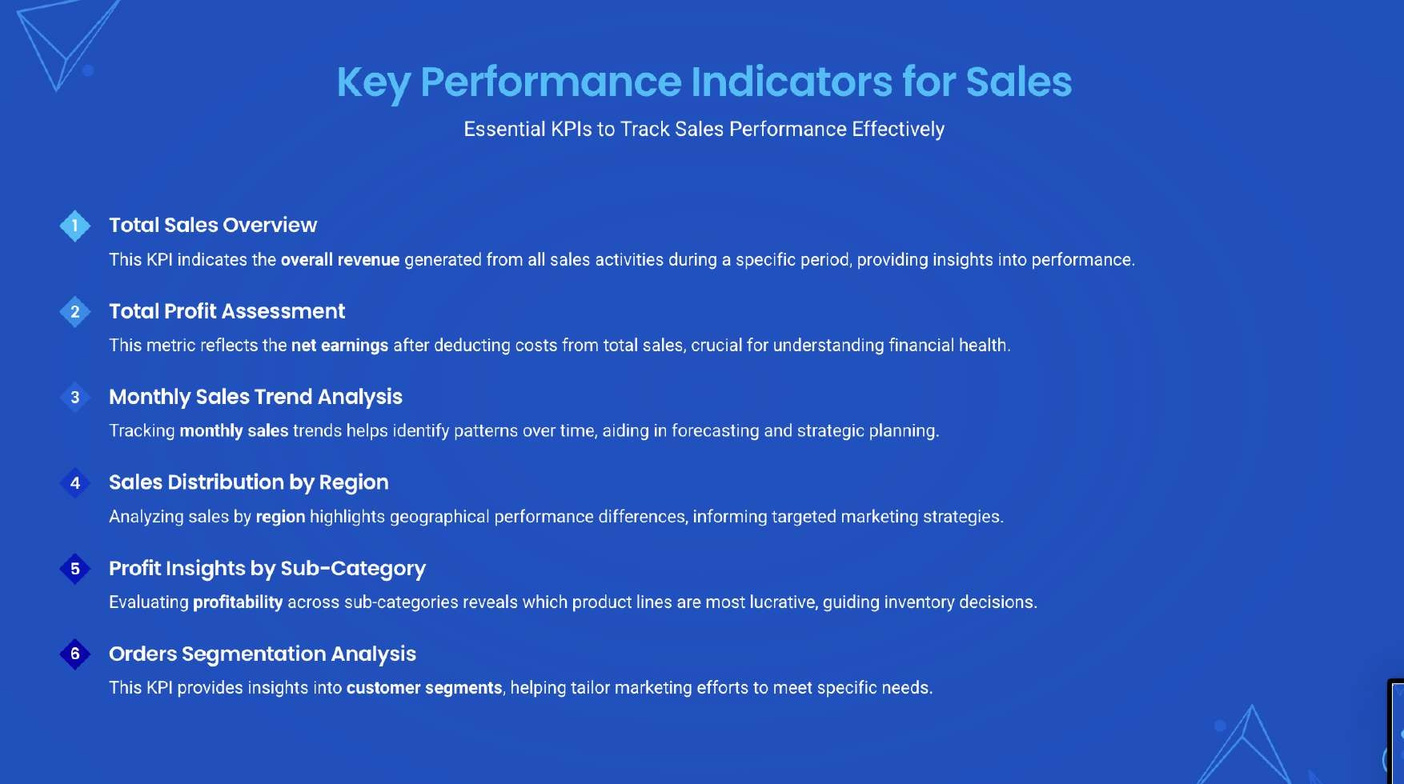 Key Performance Indicators for Sales
Essential KPIs to Track Sales Performance Effectively
1 Total Sales Overview
This KPI indicates the overall revenue generated from all sales activities during a specific period, providing insights into performance.
2 Total Profit Assessment
This metric reflects the net earnings after deducting costs from total sales, crucial for understanding financial health.
3 Monthly Sales Trend Analysis
Tracking monthly sales trends helps identify patterns over time, aiding in forecasting and strategic planning.
4 Sales Distribution by Region
Analyzing sales by region highlights geographical performance differences, informing targeted marketing strategies.
5 Profit Insights by Sub-Category
Evaluating profitability across sub-categories reveals which product lines are most lucrative, guiding inventory decisions.
6 Orders Segmentation Analysis
This KPI provides insights into customer segments, helping tailor marketing efforts to meet specific needs.